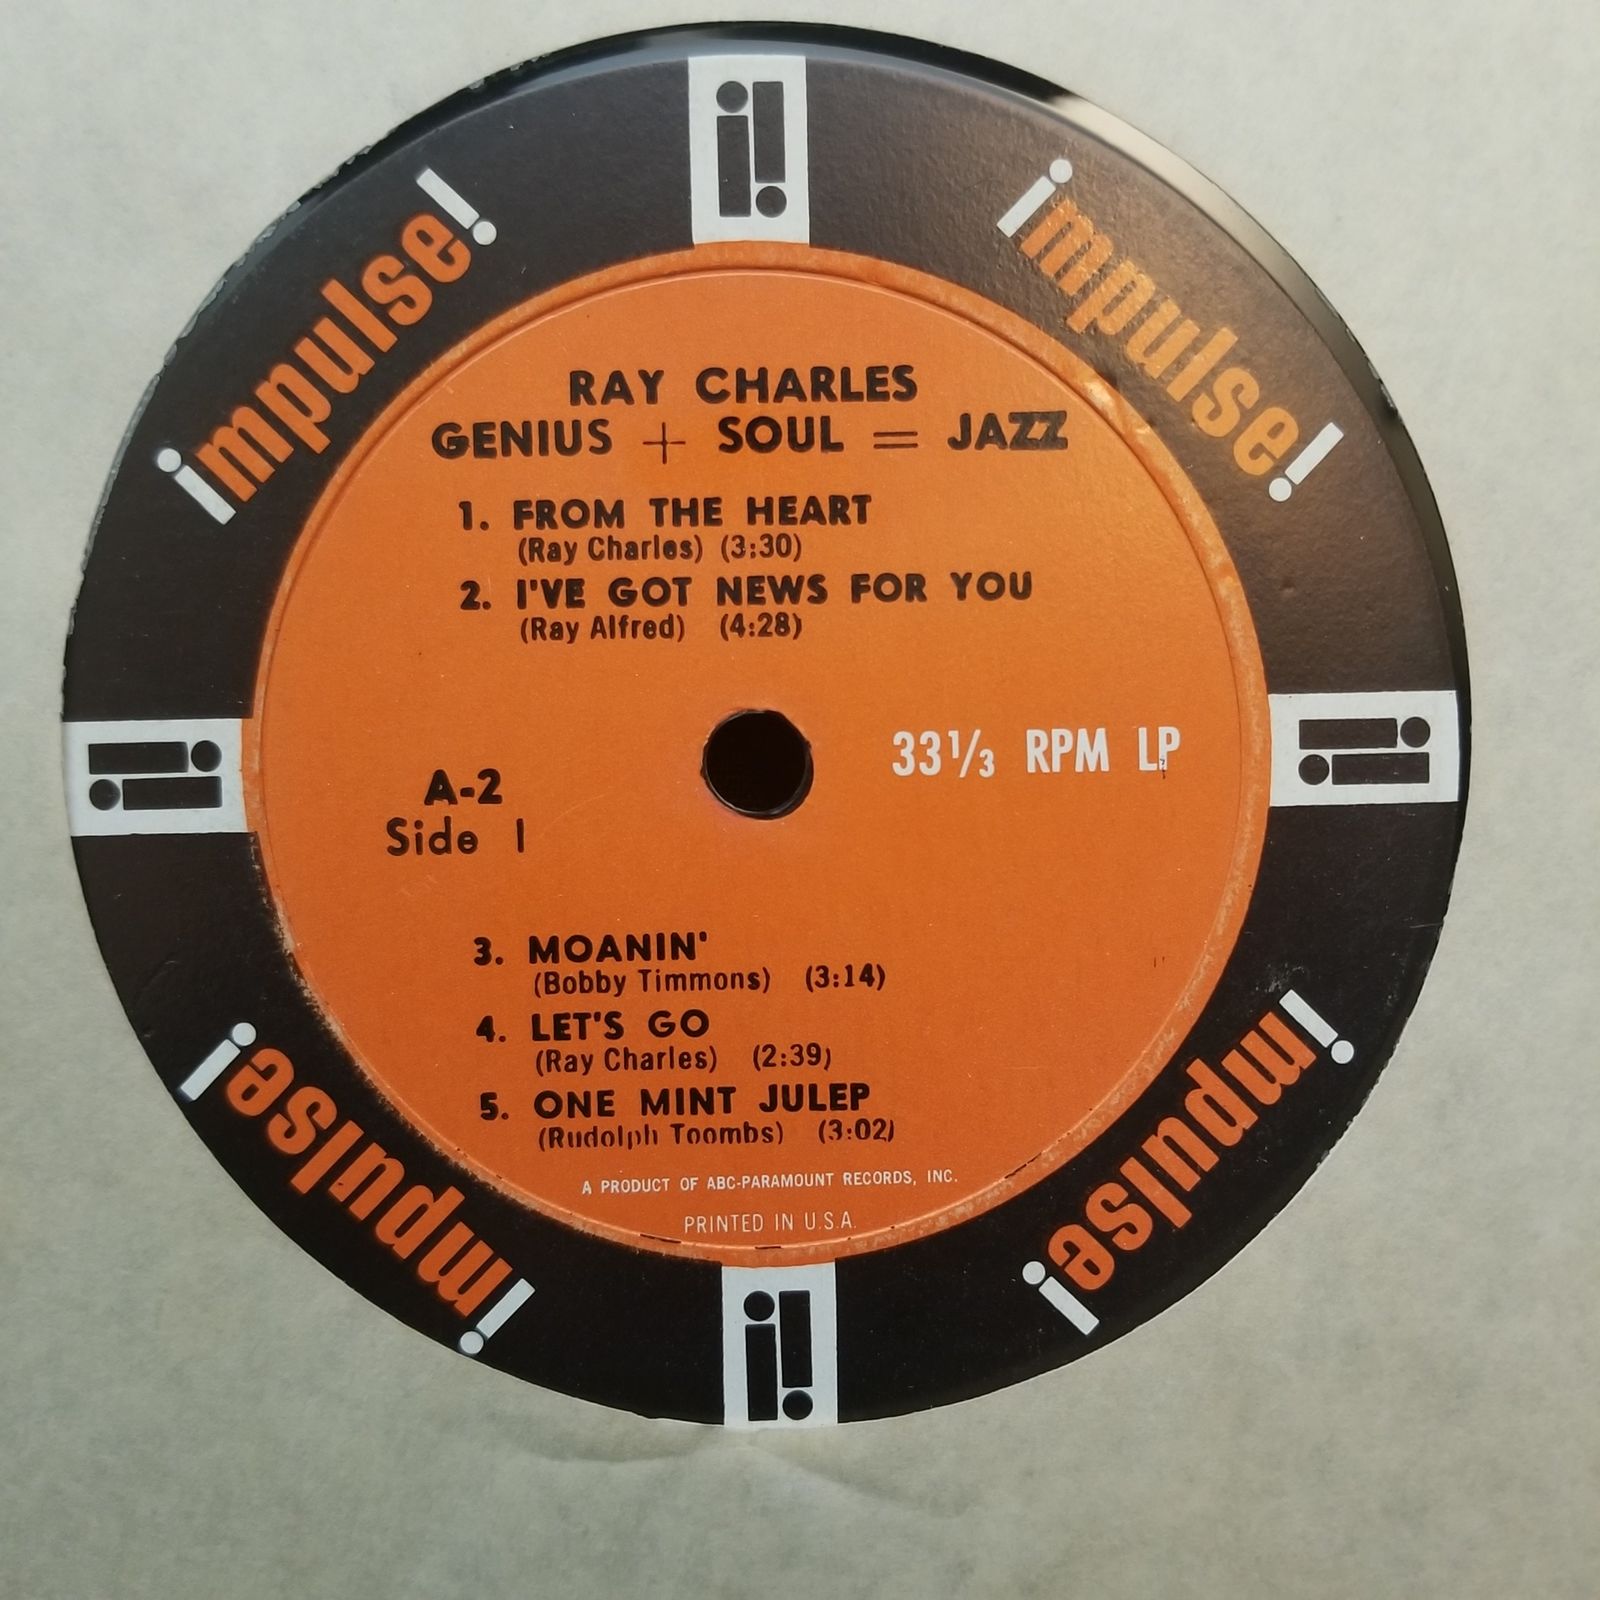 impulse!
impulse!
RAY CHARLES
GENIUS + SOUL = JAZZ
1. FROM THE HEART
(Ray Charles) (3:30)
2. I'VE GOT NEWS FOR YOU
(Ray Alfred) (4:28)
33 1/3 RPM LP
A-2
Side 1
3. MOANIN'
(Bobby Timmons) (3:14)
4. LET'S GO
(Ray Charles) (2:39)
5. ONE MINT JULEP
(Rudolph Toombs) (3:02)
A PRODUCT OF ABC-PARAMOUNT RECORDS, INC.
PRINTED IN U.S.A.
impulse!
impulse!